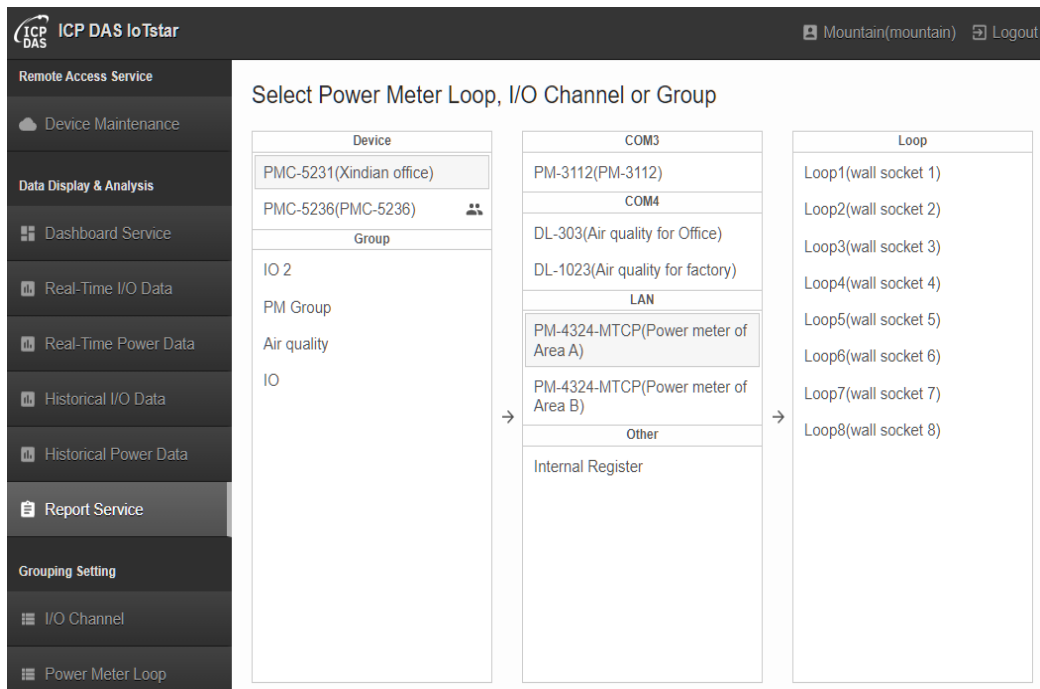 ICP DAS
ICP DAS IoTstar
Mountain(mountain)
Logout
Remote Access Service
Device Maintenance
Data Display & Analysis
Dashboard Service
Real-Time I/O Data
Real-Time Power Data
Historical I/O Data
Historical Power Data
Report Service
Grouping Setting
I/O Channel
Power Meter Loop
Select Power Meter Loop, I/O Channel or Group
Device
PMC-5231(Xindian office)
PMC-5236(PMC-5236)
Group
IO 2
PM Group
Air quality
IO
COM3
PM-3112(PM-3112)
COM4
DL-303(Air quality for Office)
DL-1023(Air quality for factory)
LAN
PM-4324-MTCP(Power meter of
Area A)
PM-4324-MTCP(Power meter of
Area B)
Other
Internal Register
Loop
Loop1(wall socket 1)
Loop2(wall socket 2)
Loop3(wall socket 3)
Loop4(wall socket 4)
Loop5(wall socket 5)
Loop6(wall socket 6)
Loop7(wall socket 7)
Loop8(wall socket 8)